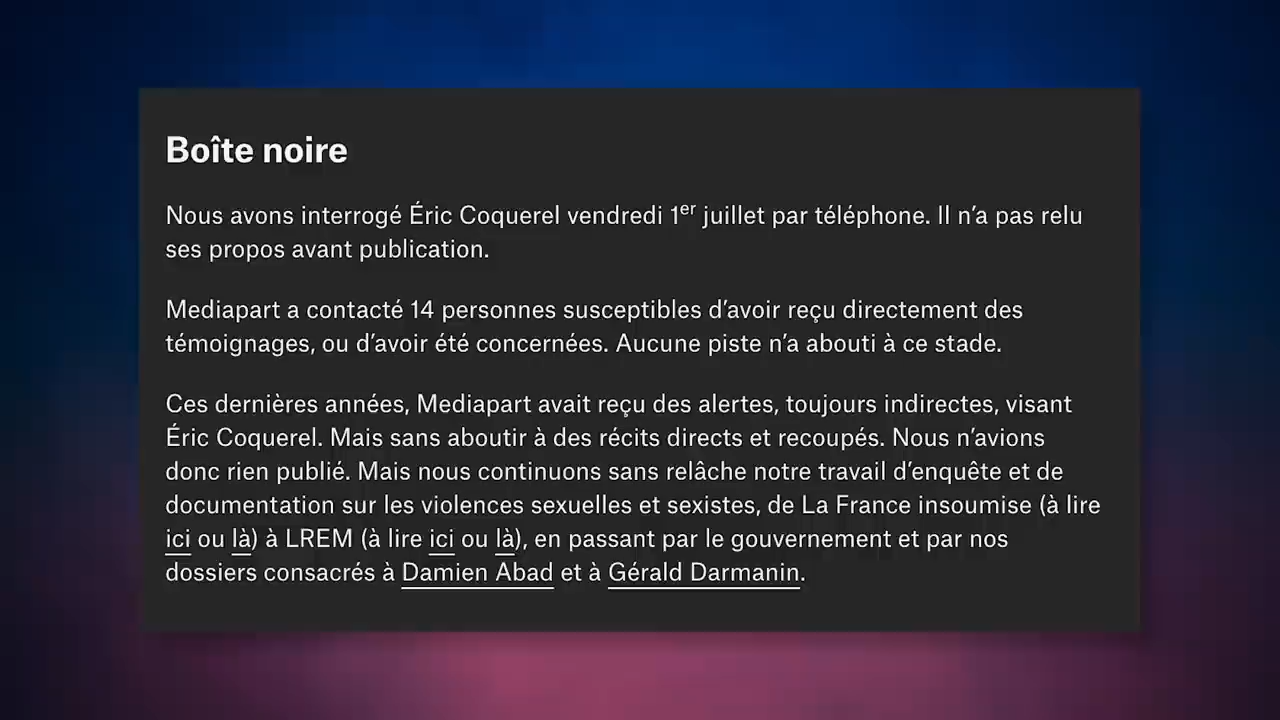 Boîte noire
Nous avons interrogé Éric Coquerel vendredi 1er juillet par téléphone. Il n’a pas relu
ses propos avant publication.
Mediapart a contacté 14 personnes susceptibles d’avoir reçu directement des
témoignages, ou d’avoir été concernées. Aucune piste n’a abouti à ce stade.
Ces dernières années, Mediapart avait reçu des alertes, toujours indirectes, visant
Éric Coquerel. Mais sans aboutir à des récits directs et recoupés. Nous n’avions
donc rien publié. Mais nous continuons sans relâche notre travail d’enquête et de
documentation sur les violences sexuelles et sexistes, de La France insoumise (à lire
ici ou là) à LREM (à lire ici ou là), en passant par le gouvernement et par nos
dossiers consacrés à Damien Abad et à Gérald Darmanin.